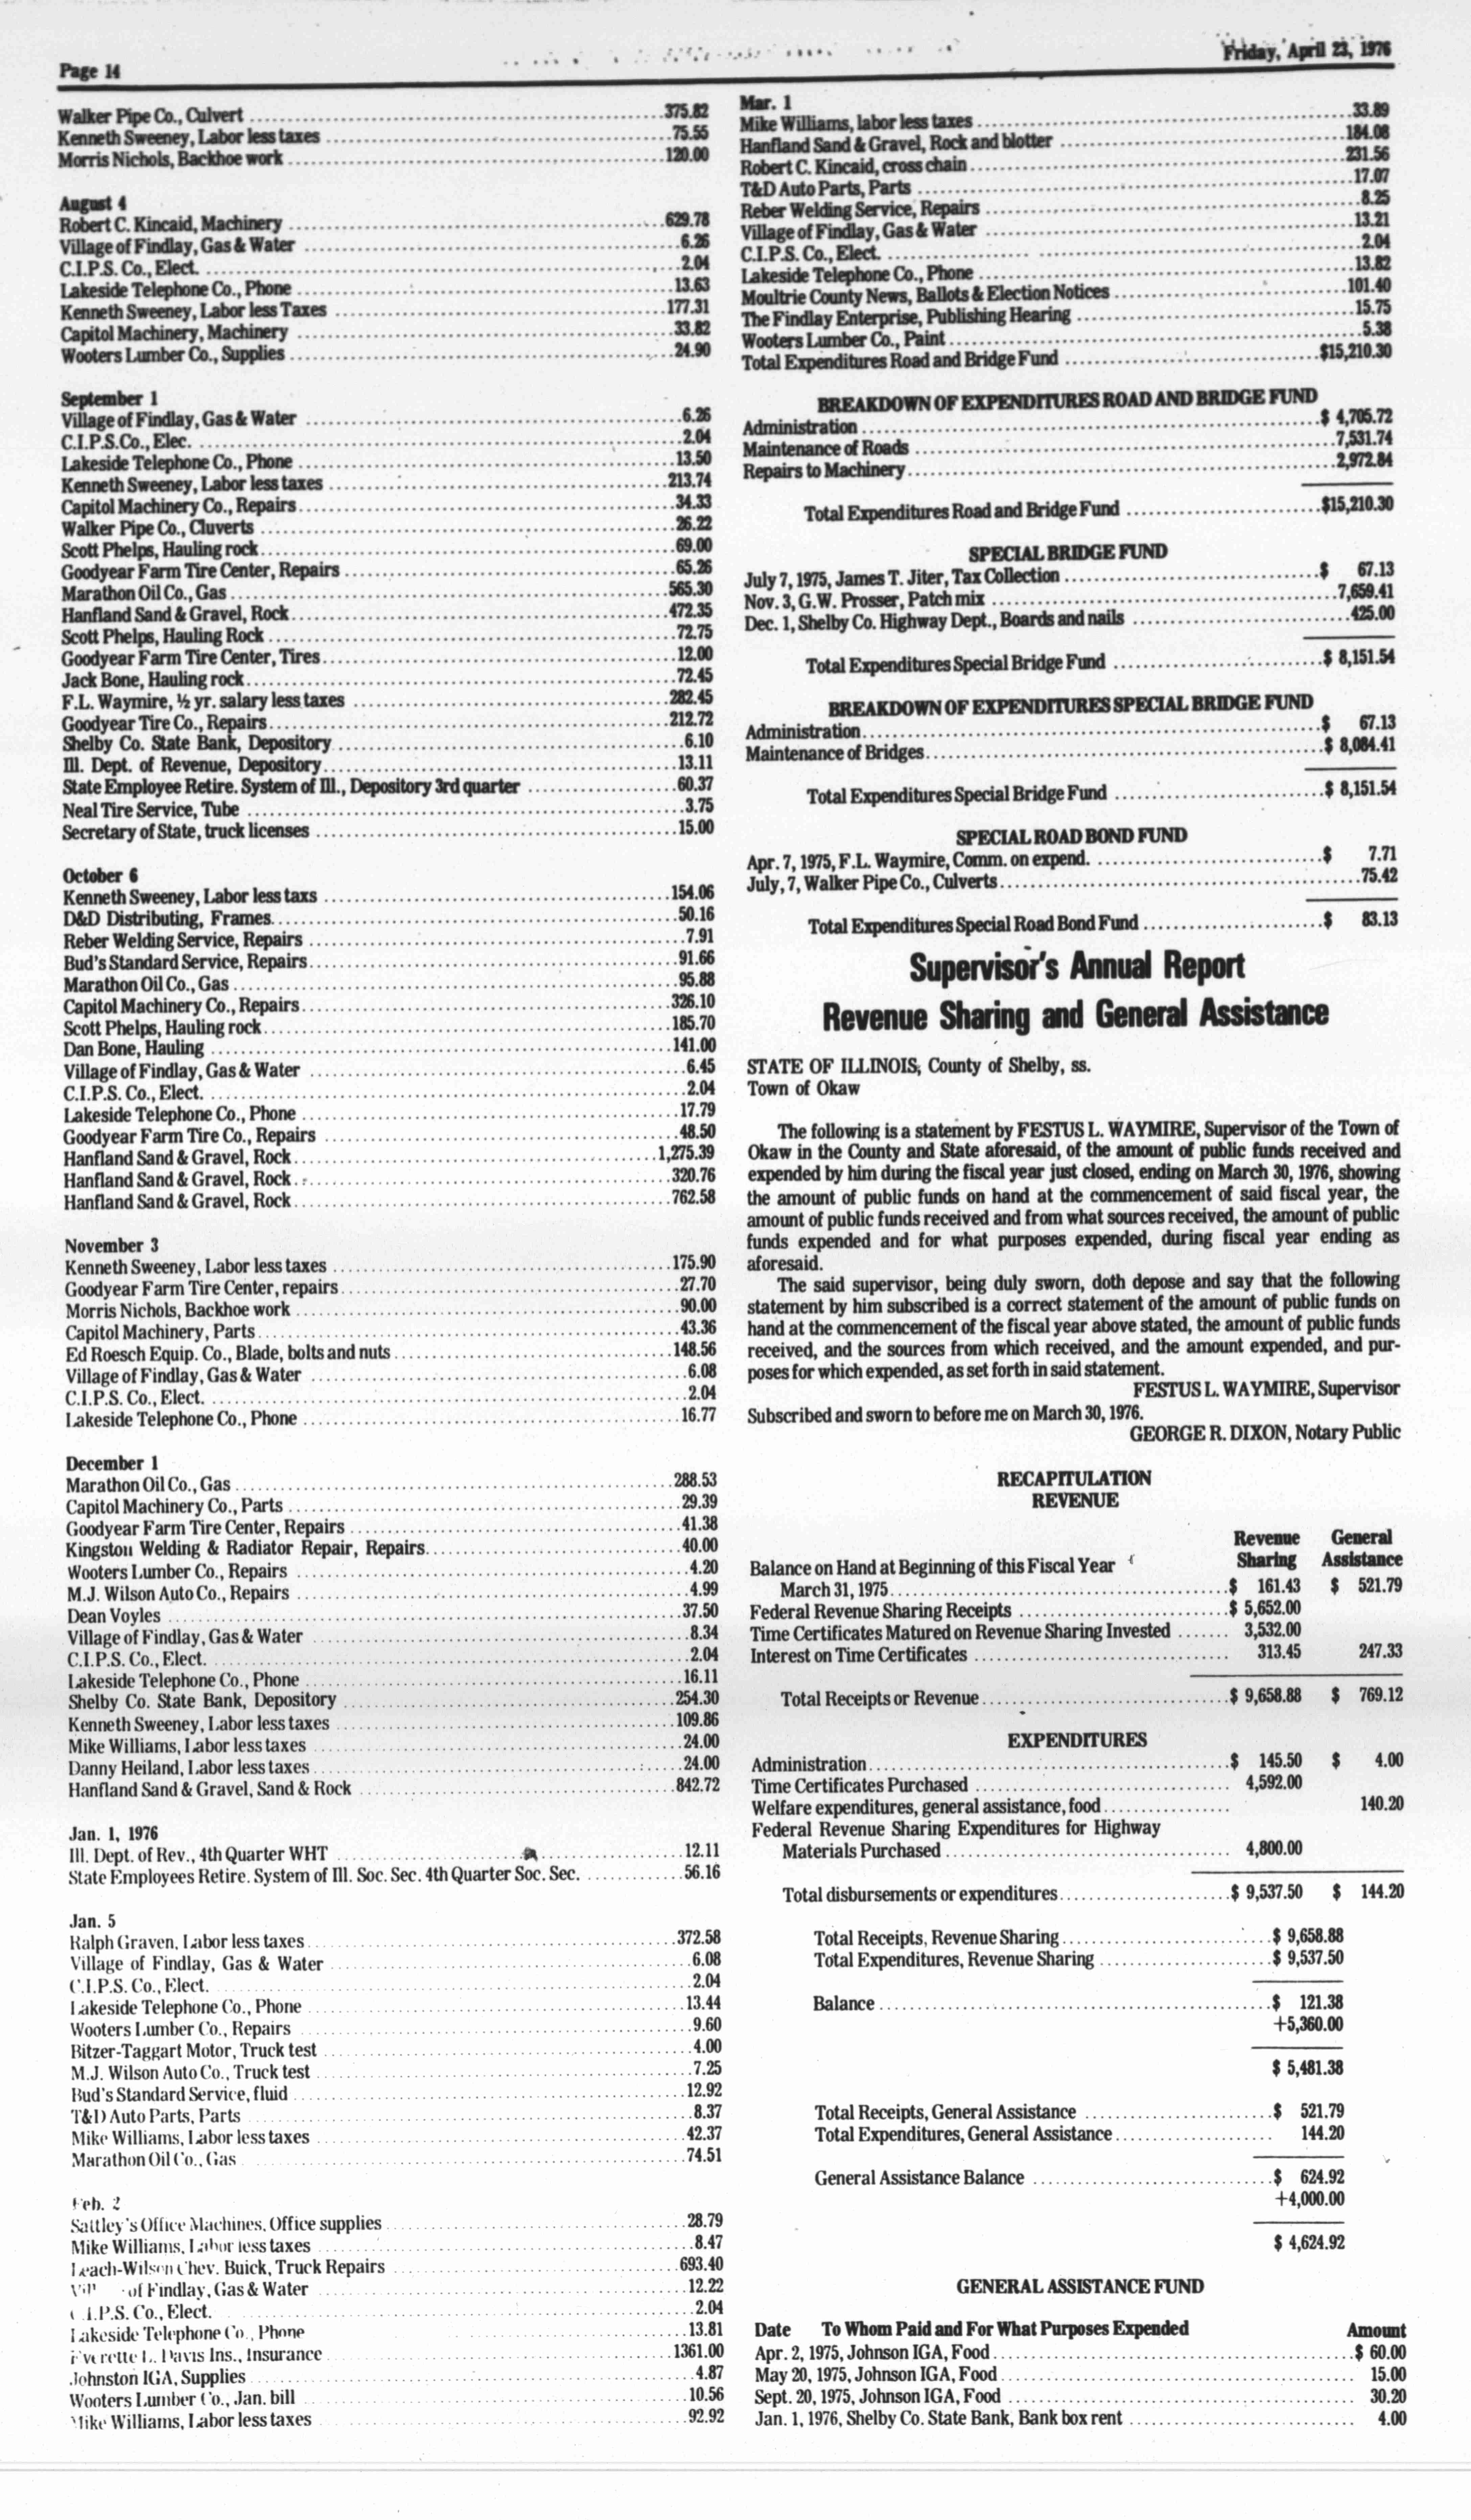 Page 14
Friday, April 23, 1976
Walker Pipe Co., Culvert 375.82
Kenneth Sweeney, Labor less taxes 75.55
Morris Nichols, Backhoe work 120.00
August 4
Robert C. Kincaid, Machinery 629.78
Village of Findlay, Gas & Water 6.26
C.I.P.S. Co., Elect. 2.04
Lakeside Telephone Co., Phone 13.63
Kenneth Sweeney, Labor less Taxes 177.31
Capitol Machinery, Machinery 33.82
Wooters Lumber Co., Supplies 24.90
September 1
Village of Findlay, Gas & Water 6.26
C.I.P.S.Co., Elec. 2.04
Lakeside Telephone Co., Phone 13.50
Kenneth Sweeney, Labor less taxes 213.74
Capitol Machinery Co., Repairs 34.33
Walker Pipe Co., Cluverts 26.22
Scott Phelps, Hauling rock 69.00
Goodyear Farm Tire Center, Repairs 65.26
Marathon Oil Co., Gas 565.30
Hanfland Sand & Gravel, Rock 472.35
Scott Phelps, Hauling Rock 72.75
Goodyear Farm Tire Center, Tires 12.00
Jack Bone, Hauling rock 72.45
F.L. Waymire, ½ yr. salary less taxes 282.45
Goodyear Tire Co., Repairs 212.72
Shelby Co. State Bank, Depository 6.10
Ill. Dept. of Revenue, Depository 13.11
State Employee Retire. System of Ill., Depository 3rd quarter 60.37
Neal Tire Service, Tube 3.75
Secretary of State, truck licenses 15.00
October 6
Kenneth Sweeney, Labor less taxs 154.06
D&D Distributing, Frames 50.16
Reber Welding Service, Repairs 7.91
Bud's Standard Service, Repairs 91.66
Marathon Oil Co., Gas 95.88
Capitol Machinery Co., Repairs 326.10
Scott Phelps, Hauling rock 185.70
Dan Bone, Hauling 141.00
Village of Findlay, Gas & Water 6.45
C.I.P.S. Co., Elect. 2.04
Lakeside Telephone Co., Phone 17.79
Goodyear Farm Tire Co., Repairs 48.50
Hanfland Sand & Gravel, Rock 1,275.39
Hanfland Sand & Gravel, Rock 320.76
Hanfland Sand & Gravel, Rock 762.58
November 3
Kenneth Sweeney, Labor less taxes 175.90
Goodyear Farm Tire Center, repairs 27.70
Morris Nichols, Backhoe work 90.00
Capitol Machinery, Parts 43.36
Ed Roesch Equip. Co., Blade, bolts and nuts 148.56
Village of Findlay, Gas & Water 6.08
C.I.P.S. Co., Elect. 2.04
Lakeside Telephone Co., Phone 16.77
December 1
Marathon Oil Co., Gas 288.53
Capitol Machinery Co., Parts 29.39
Goodyear Farm Tire Center, Repairs 41.38
Kingston Welding & Radiator Repair, Repairs 40.00
Wooters Lumber Co., Repairs 4.20
M.J. Wilson Auto Co., Repairs 4.99
Dean Voyles 37.50
Village of Findlay, Gas & Water 8.34
C.I.P.S. Co., Elect. 2.04
Lakeside Telephone Co., Phone 16.11
Shelby Co. State Bank, Depository 254.30
Kenneth Sweeney, Labor less taxes 109.86
Mike Williams, Labor less taxes 24.00
Danny Heiland, Labor less taxes 24.00
Hanfland Sand & Gravel, Sand & Rock 842.72
Jan. 1, 1976
Ill. Dept. of Rev., 4th Quarter WHT 12.11
State Employees Retire. System of Ill. Soc. Sec. 4th Quarter Soc. Sec. 56.16
Jan. 5
Ralph Graven, Labor less taxes 372.58
Village of Findlay, Gas & Water 6.08
C.I.P.S. Co., Elect. 2.04
Lakeside Telephone Co., Phone 13.44
Wooters Lumber Co., Repairs 9.60
Bitzer-Taggart Motor, Truck test 4.00
M.J. Wilson Auto Co., Truck test 7.25
Bud's Standard Service, fluid 12.92
T&D Auto Parts, Parts 8.37
Mike Williams, Labor less taxes 42.37
Marathon Oil Co., Gas 74.51
Feb. 2
Sattley's Office Machines, Office supplies 28.79
Mike Williams, Labor less taxes 8.47
Leach-Wilson Chev. Buick, Truck Repairs 693.40
of Findlay, Gas & Water 12.22
C.I.P.S. Co., Elect. 2.04
Lakeside Telephone Co., Phone 13.81
Everette L. Davis Ins., Insurance 1361.00
Johnston IGA, Supplies 4.87
Wooters Lumber Co., Jan. bill 10.56
Mike Williams, Labor less taxes 92.92
Mar. 1
Mike Williams, labor less taxes 33.89
Hanfland Sand & Gravel, Rock and blotter 184.08
Robert C. Kincaid, cross chain 231.56
T&D Auto Parts, Parts 17.07
Reber Welding Service, Repairs 8.25
Village of Findlay, Gas & Water 13.21
C.I.P.S. Co., Elect. 2.04
Lakeside Telephone Co., Phone 13.82
Moultrie County News, Ballots & Election Notices 101.40
The Findlay Enterprise, Publishing Hearing 15.75
Wooters Lumber Co., Paint 5.38
Total Expenditures Road and Bridge Fund $15,210.30
BREAKDOWN OF EXPENDITURES ROAD AND BRIDGE FUND
Administration $ 4,705.72
Maintenance of Roads 7,531.74
Repairs to Machinery 2,972.84
Total Expenditures Road and Bridge Fund $15,210.30
SPECIAL BRIDGE FUND
July 7, 1975, James T. Jiter, Tax Collection $ 67.13
Nov. 3, G.W. Prosser, Patch mix 7,659.41
Dec. 1, Shelby Co. Highway Dept., Boards and nails 425.00
Total Expenditures Special Bridge Fund $ 8,151.54
BREAKDOWN OF EXPENDITURES SPECIAL BRIDGE FUND
Administration $ 67.13
Maintenance of Bridges $ 8,084.41
Total Expenditures Special Bridge Fund $ 8,151.54
SPECIAL ROAD BOND FUND
Apr. 7, 1975, F.L. Waymire, Comm. on expend. $ 7.71
July, 7, Walker Pipe Co., Culverts 75.42
Total Expenditures Special Road Bond Fund $ 83.13
Supervisor's Annual Report
Revenue Sharing and General Assistance
STATE OF ILLINOIS, County of Shelby, ss.
Town of Okaw
The following is a statement by FESTUS L. WAYMIRE, Supervisor of the Town of
Okaw in the County and State aforesaid, of the amount of public funds received and
expended by him during the fiscal year just closed, ending on March 30, 1976, showing
the amount of public funds on hand at the commencement of said fiscal year, the
amount of public funds received and from what sources received, the amount of public
funds expended and for what purposes expended, during fiscal year ending as
aforesaid.
The said supervisor, being duly sworn, doth depose and say that the following
statement by him subscribed is a correct statement of the amount of public funds on
hand at the commencement of the fiscal year above stated, the amount of public funds
received, and the sources from which received, and the amount expended, and pur-
poses for which expended, as set forth in said statement.
FESTUS L. WAYMIRE, Supervisor
Subscribed and sworn to before me on March 30, 1976.
GEORGE R. DIXON, Notary Public
RECAPITULATION
REVENUE
Revenue General
Sharing Assistance
Balance on Hand at Beginning of this Fiscal Year
March 31, 1975 $ 161.43 $ 521.79
Federal Revenue Sharing Receipts $ 5,652.00
Time Certificates Matured on Revenue Sharing Invested 3,532.00
Interest on Time Certificates 313.45 247.33
Total Receipts or Revenue $ 9,658.88 $ 769.12
EXPENDITURES
Administration $ 145.50 $ 4.00
Time Certificates Purchased 4,592.00
Welfare expenditures, general assistance, food 140.20
Federal Revenue Sharing Expenditures for Highway
Materials Purchased 4,800.00
Total disbursements or expenditures $ 9,537.50 $ 144.20
Total Receipts, Revenue Sharing $ 9,658.88
Total Expenditures, Revenue Sharing $ 9,537.50
Balance $ 121.38
+5,360.00
$ 5,481.38
Total Receipts, General Assistance $ 521.79
Total Expenditures, General Assistance 144.20
General Assistance Balance $ 624.92
+4,000.00
$ 4,624.92
GENERAL ASSISTANCE FUND
Date To Whom Paid and For What Purposes Expended Amount
Apr. 2, 1975, Johnson IGA, Food $ 60.00
May 20, 1975, Johnson IGA, Food 15.00
Sept. 20, 1975, Johnson IGA, Food 30.20
Jan. 1, 1976, Shelby Co. State Bank, Bank box rent 4.00